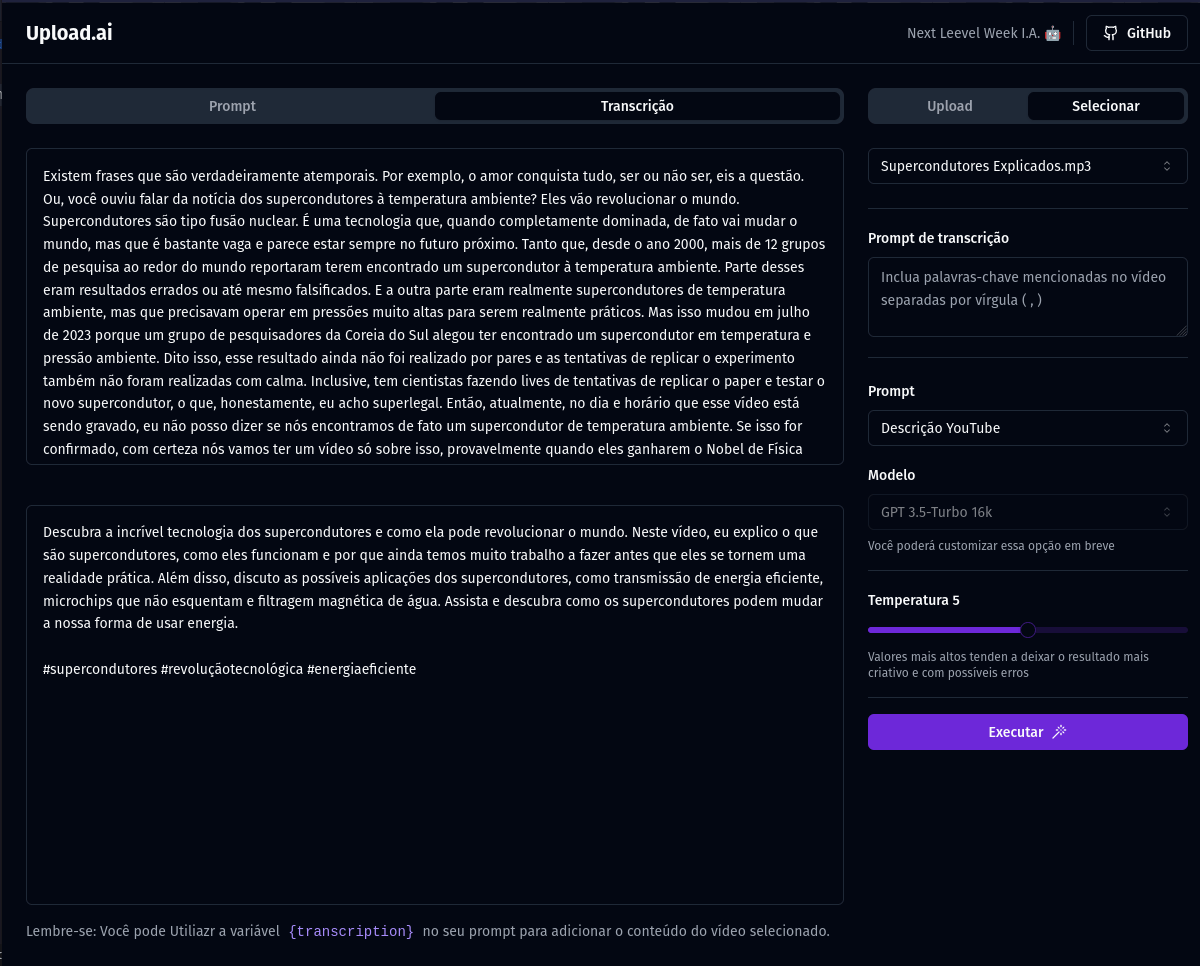 Upload.ai
Next Leevel Week I.A. 🤖
GitHub
Prompt
Transcrição
Existem frases que são verdadeiramente atemporais. Por exemplo, o amor conquista tudo, ser ou não ser, eis a questão.
Ou, você ouviu falar da notícia dos supercondutores à temperatura ambiente? Eles vão revolucionar o mundo.
Supercondutores são tipo fusão nuclear. É uma tecnologia que, quando completamente dominada, de fato vai mudar o
mundo, mas que é bastante vaga e parece estar sempre no futuro próximo. Tanto que, desde o ano 2000, mais de 12 grupos
de pesquisa ao redor do mundo reportaram terem encontrado um supercondutor à temperatura ambiente. Parte desses
eram resultados errados ou até mesmo falsificados. E a outra parte eram realmente supercondutores de temperatura
ambiente, mas que precisavam operar em pressões muito altas para serem realmente práticos. Mas isso mudou em julho
de 2023 porque um grupo de pesquisadores da Coreia do Sul alegou ter encontrado um supercondutor em temperatura e
pressão ambiente. Dito isso, esse resultado ainda não foi realizado por pares e as tentativas de replicar o experimento
também não foram realizadas com calma. Inclusive, tem cientistas fazendo lives de tentativas de replicar o paper e testar o
novo supercondutor, o que, honestamente, eu acho superlegal. Então, atualmente, no dia e horário que esse vídeo está
sendo gravado, eu não posso dizer se nós encontramos de fato um supercondutor de temperatura ambiente. Se isso for
confirmado, com certeza nós vamos ter um vídeo só sobre isso, provavelmente quando eles ganharem o Nobel de Física
Descubra a incrível tecnologia dos supercondutores e como ela pode revolucionar o mundo. Neste vídeo, eu explico o que
são supercondutores, como eles funcionam e por que ainda temos muito trabalho a fazer antes que eles se tornem uma
realidade prática. Além disso, discuto as possíveis aplicações dos supercondutores, como transmissão de energia eficiente,
microchips que não esquentam e filtragem magnética de água. Assista e descubra como os supercondutores podem mudar
a nossa forma de usar energia.
#supercondutores #revoluçãotecnológica #energiaeficiente
Lembre-se: Você pode Utiliazr a variável {transcription} no seu prompt para adicionar o conteúdo do vídeo selecionado.
Upload
Selecionar
Supercondutores Explicados.mp3
Prompt de transcrição
Inclua palavras-chave mencionadas no vídeo
separadas por vírgula ( , )
Prompt
Descrição YouTube
Modelo
GPT 3.5-Turbo 16k
Você poderá customizar essa opção em breve
Temperatura 5
Valores mais altos tendem a deixar o resultado mais
criativo e com possíveis erros
Executar